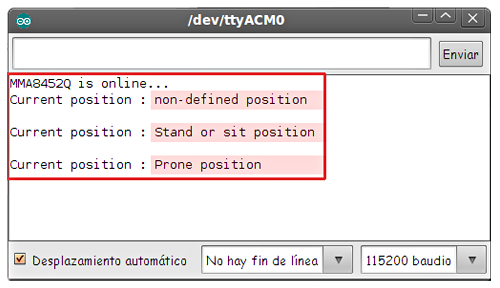 /dev/ttyACM0
Enviar
MMA8452Q is online...
Current position : non-defined position
Current position : Stand or sit position
Current position : Prone position
Desplazamiento automático
No hay fin de línea
115200 baudio